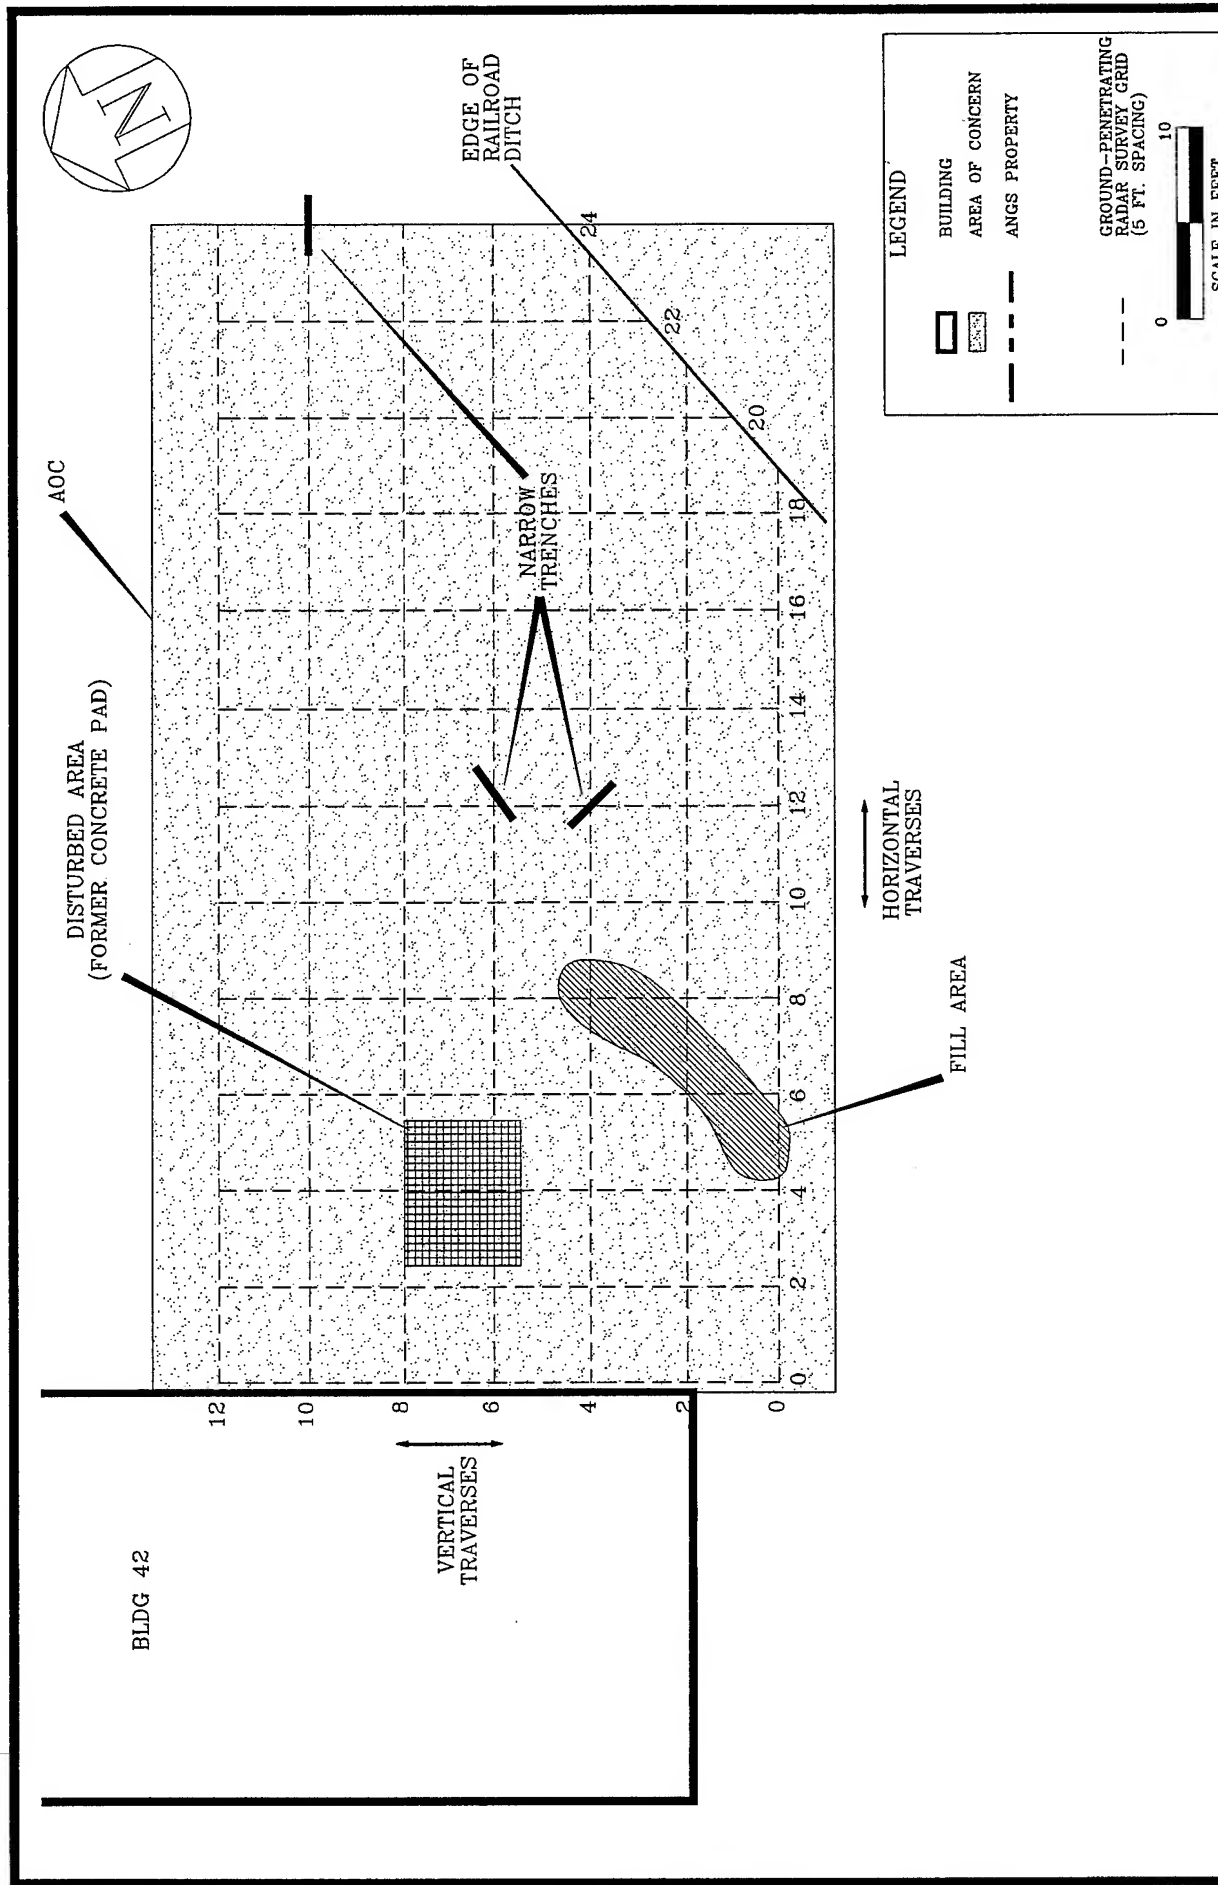 N
AOC
DISTURBED AREA
(FORMER CONCRETE PAD)
EDGE OF
RAILROAD
DITCH
NARROW
TRENCHES
BLDG 42
VERTICAL
TRAVERSES
12
10
8
6
4
2
0
0
2
4
6
8
10
12
14
16
18
20
22
24
HORIZONTAL
TRAVERSES
FILL AREA
LEGEND
BUILDING
AREA OF CONCERN
ANGS PROPERTY
GROUND-PENETRATING
RADAR SURVEY GRID
(5 FT. SPACING)
0
10
SCALE IN FEET